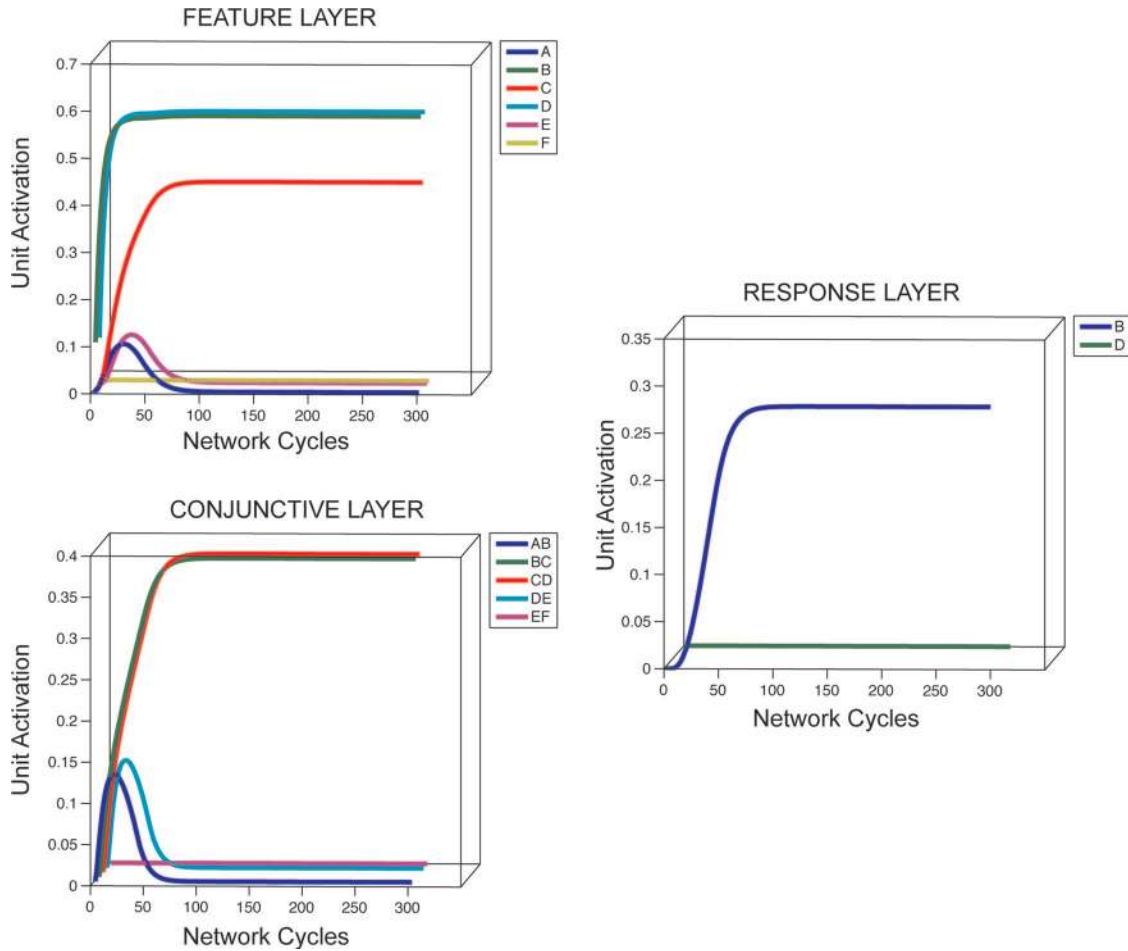 FEATURE LAYER
0.7
0.6
0.5
0.4
0.3
0.2
0.1
0
Unit Activation
0 50 100 150 200 250 300
Network Cycles
A
B
C
D
E
F
CONJUNCTIVE LAYER
0.4
0.35
0.3
0.25
0.2
0.15
0.1
0.05
0
Unit Activation
0 50 100 150 200 250 300
Network Cycles
AB
BC
CD
DE
EF
RESPONSE LAYER
0.35
0.3
0.25
0.2
0.15
0.1
0.05
0
Unit Activation
0 50 100 150 200 250 300
Network Cycles
B
D